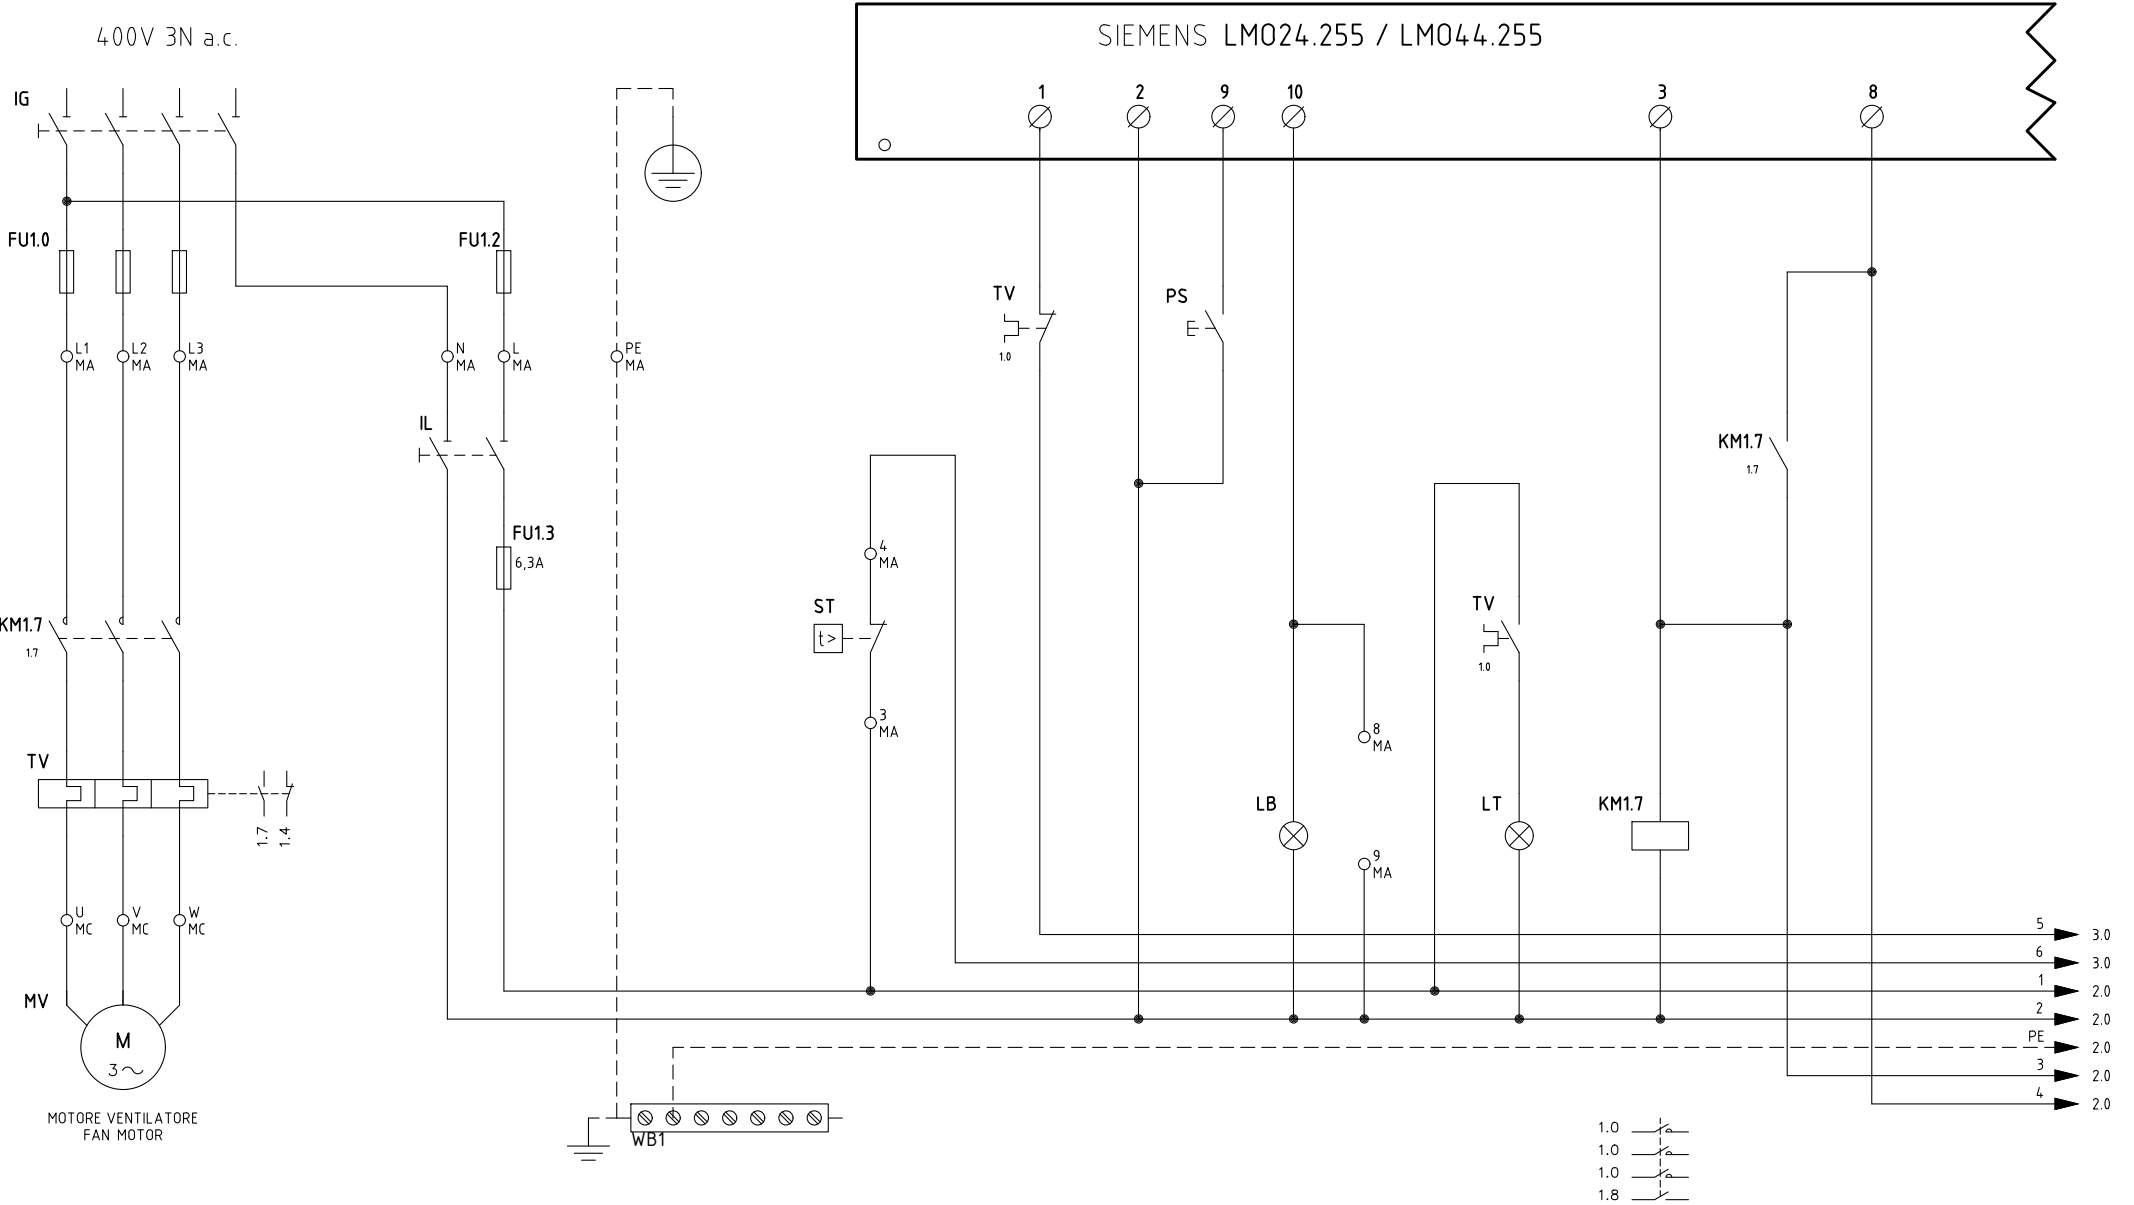 400V 3N a.c.
SIEMENS LMO24.255 / LMO44.255
1 2 9 10 3 8
IG
FU1.0
FU1.2
TV
1.0
PS
L1
MA
L2
MA
L3
MA
N
MA
L
MA
PE
MA
IL
KM1.7
1.7
FU1.3
6,3A
4
MA
ST
t>
TV
1.0
KM1.7
1.7
3
MA
8
MA
TV
LB
LT
KM1.7
1.7
1.4
9
MA
U
MC
V
MC
W
MC
5 3.0
6 3.0
1 2.0
2 2.0
PE 2.0
3 2.0
4 2.0
MV
M
3~
MOTORE VENTILATORE
FAN MOTOR
WB1
1.0
1.0
1.0
1.8